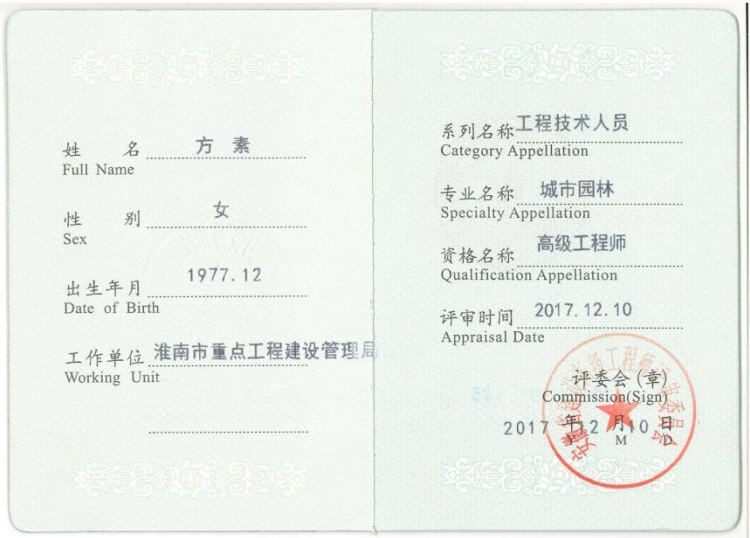 姓 名 方 素
Full Name
性 别 女
Sex
出生年月 1977.12
Date of Birth
工作单位 淮南市重点工程建设管理局
Working Unit
系列名称 工程技术人员
Category Appellation
专业名称 城市园林
Specialty Appellation
资格名称 高级工程师
Qualification Appellation
评审时间 2017.12.10
Appraisal Date
评委会(章)
Commission(Sign)
2017 年12 月10 日
Y M D